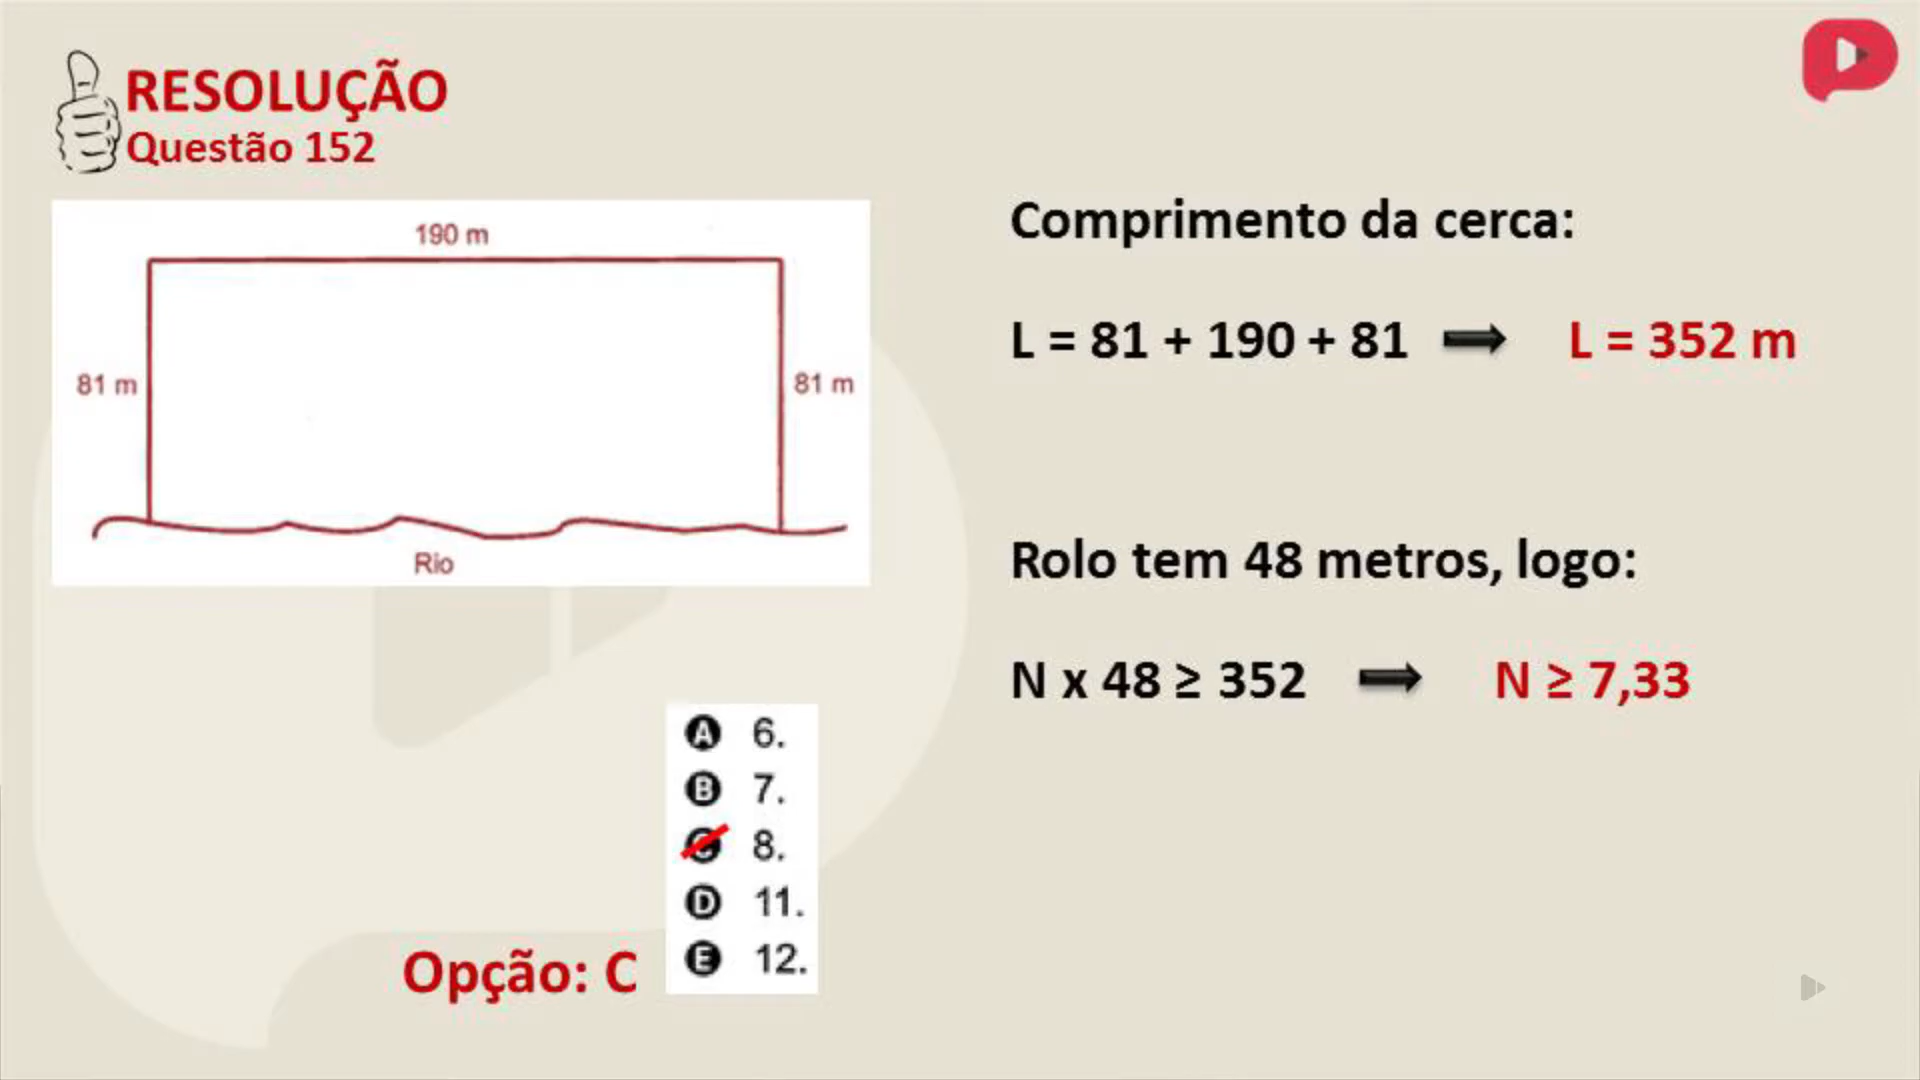 RESOLUÇÃO
Questão 152
190 m
81 m
81 m
Rio
Comprimento da cerca:
L = 81 + 190 + 81 L = 352 m
Rolo tem 48 metros, logo:
N x 48 ≥ 352 N ≥ 7,33
A 6.
B 7.
C 8.
D 11.
E 12.
Opção: C